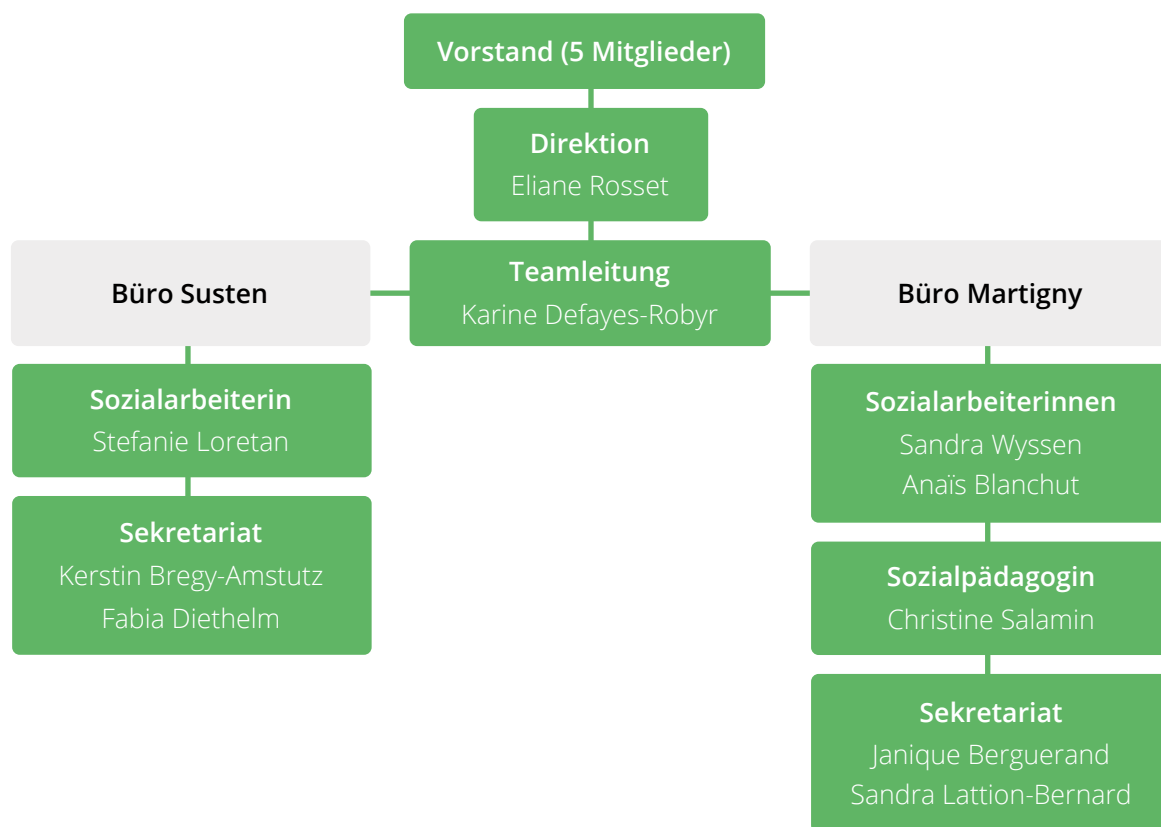 Vorstand (5 Mitglieder)
Direktion
Eliane Rosset
Teamleitung
Karine Defayes-Robyr
Büro Susten
Sozialarbeiterin
Stefanie Loretan
Sekretariat
Kerstin Bregy-Amstutz
Fabia Diethelm
Büro Martigny
Sozialarbeiterinnen
Sandra Wyssen
Anaïs Blanchut
Sozialpädagogin
Christine Salamin
Sekretariat
Janique Berguerand
Sandra Lattion-Bernard